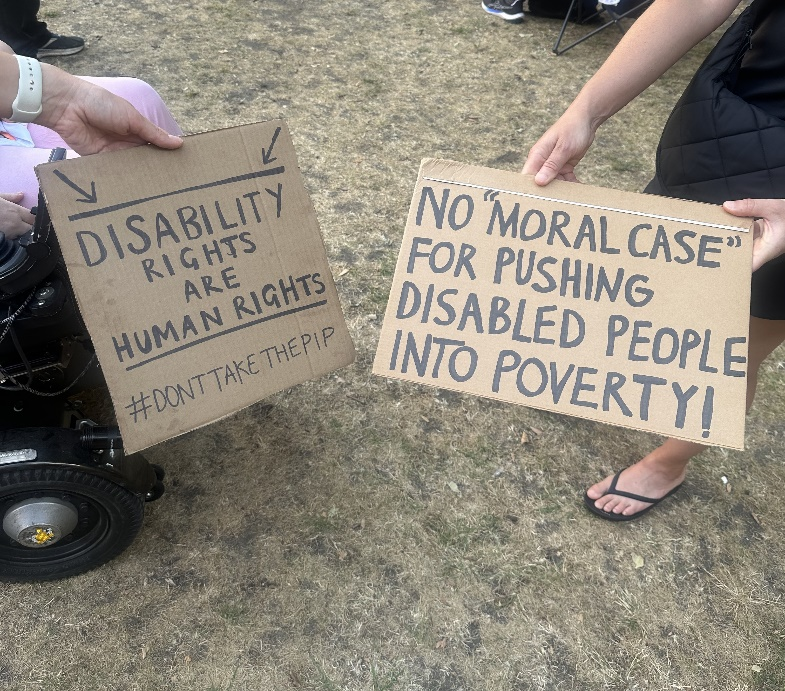 DISABILITY
RIGHTS
ARE
HUMAN RIGHTS
#DONTTAKETHEPIP
NO "MORAL CASE"
FOR PUSHING
DISABLED PEOPLE
INTO POVERTY!